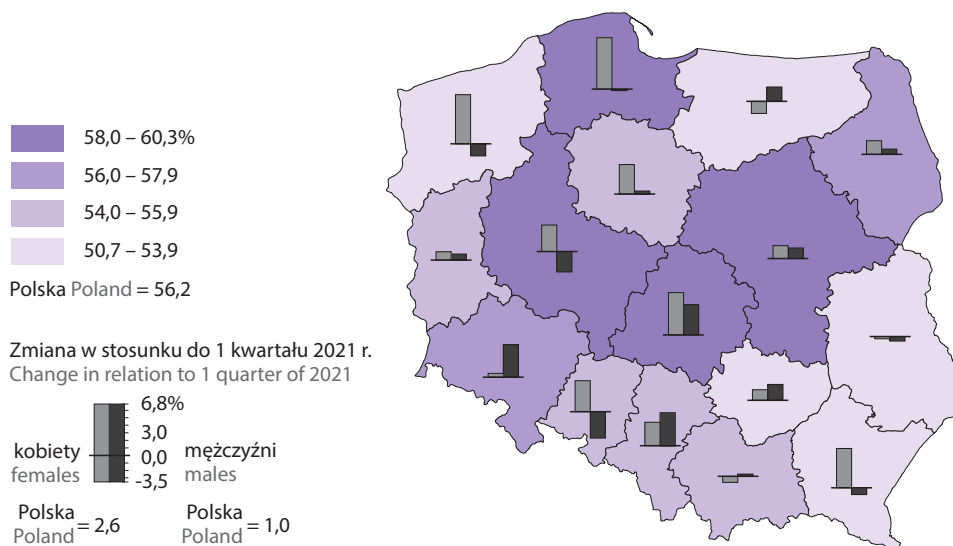 58,0 – 60,3%
56,0 – 57,9
54,0 – 55,9
50,7 – 53,9
Polska Poland = 56,2
Zmiana w stosunku do 1 kwartału 2021 r.
Change in relation to 1 quarter of 2021
6,8%
3,0
0,0
-3,5
kobiety
females
mężczyźni
males
Polska
Poland = 2,6
Polska
Poland = 1,0